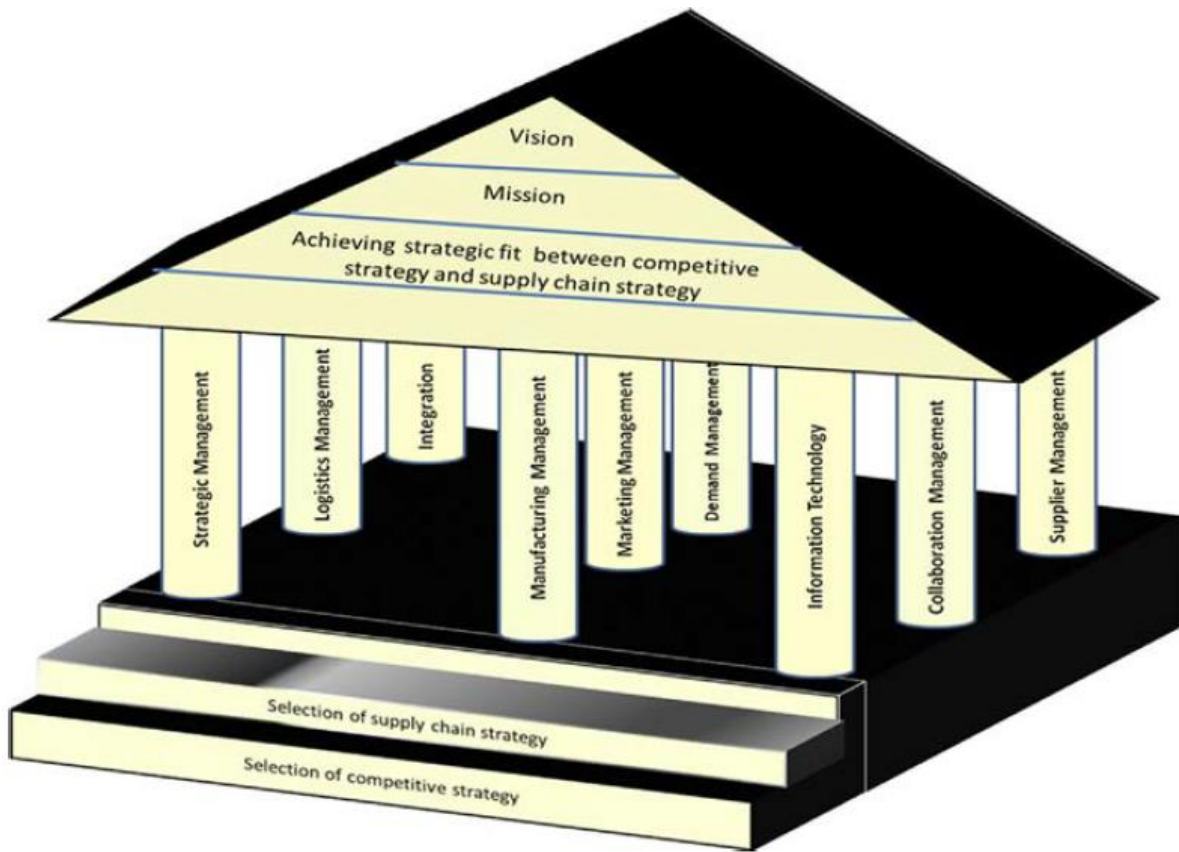 Vision
Mission
Achieving strategic fit between competitive
strategy and supply chain strategy
Strategic Management
Logistics Management
Integration
Manufacturing Management
Marketing Management
Demand Management
Information Technology
Collaboration Management
Supplier Management
Selection of supply chain strategy
Selection of competitive strategy